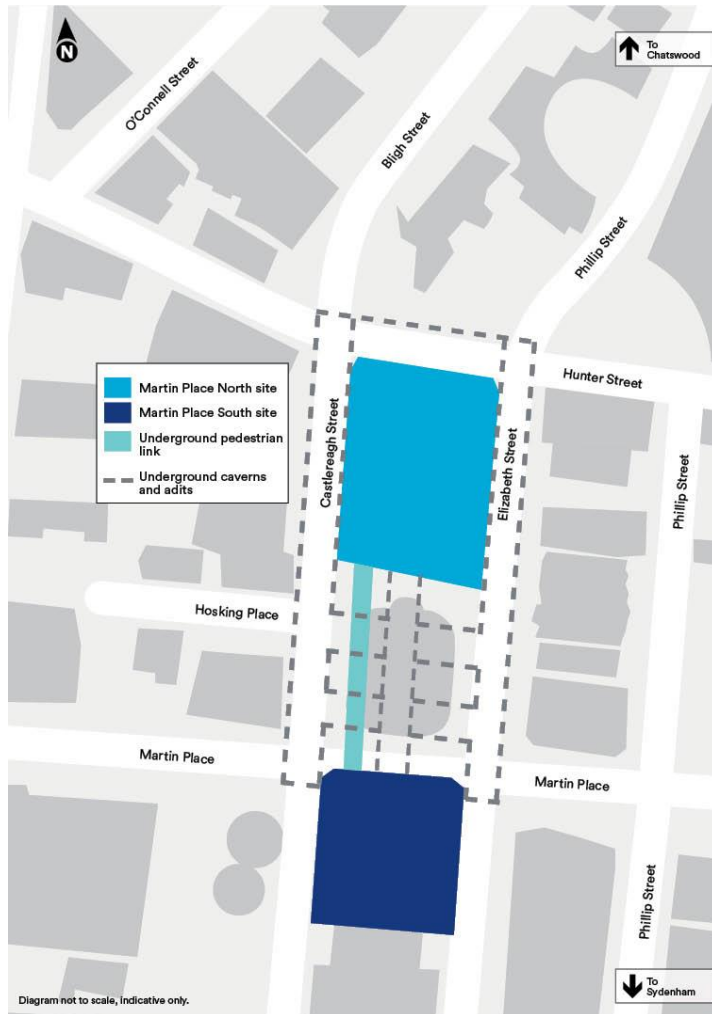 N
To
Chatswood
O'Connell Street
Bligh Street
Phillip Street
Hunter Street
Martin Place North site
Martin Place South site
Underground pedestrian
link
Underground caverns
and adits
Castlereagh Street
Elizabeth Street
Phillip Street
Hosking Place
Martin Place
Martin Place
Phillip Street
To
Sydenham
Diagram not to scale, indicative only.